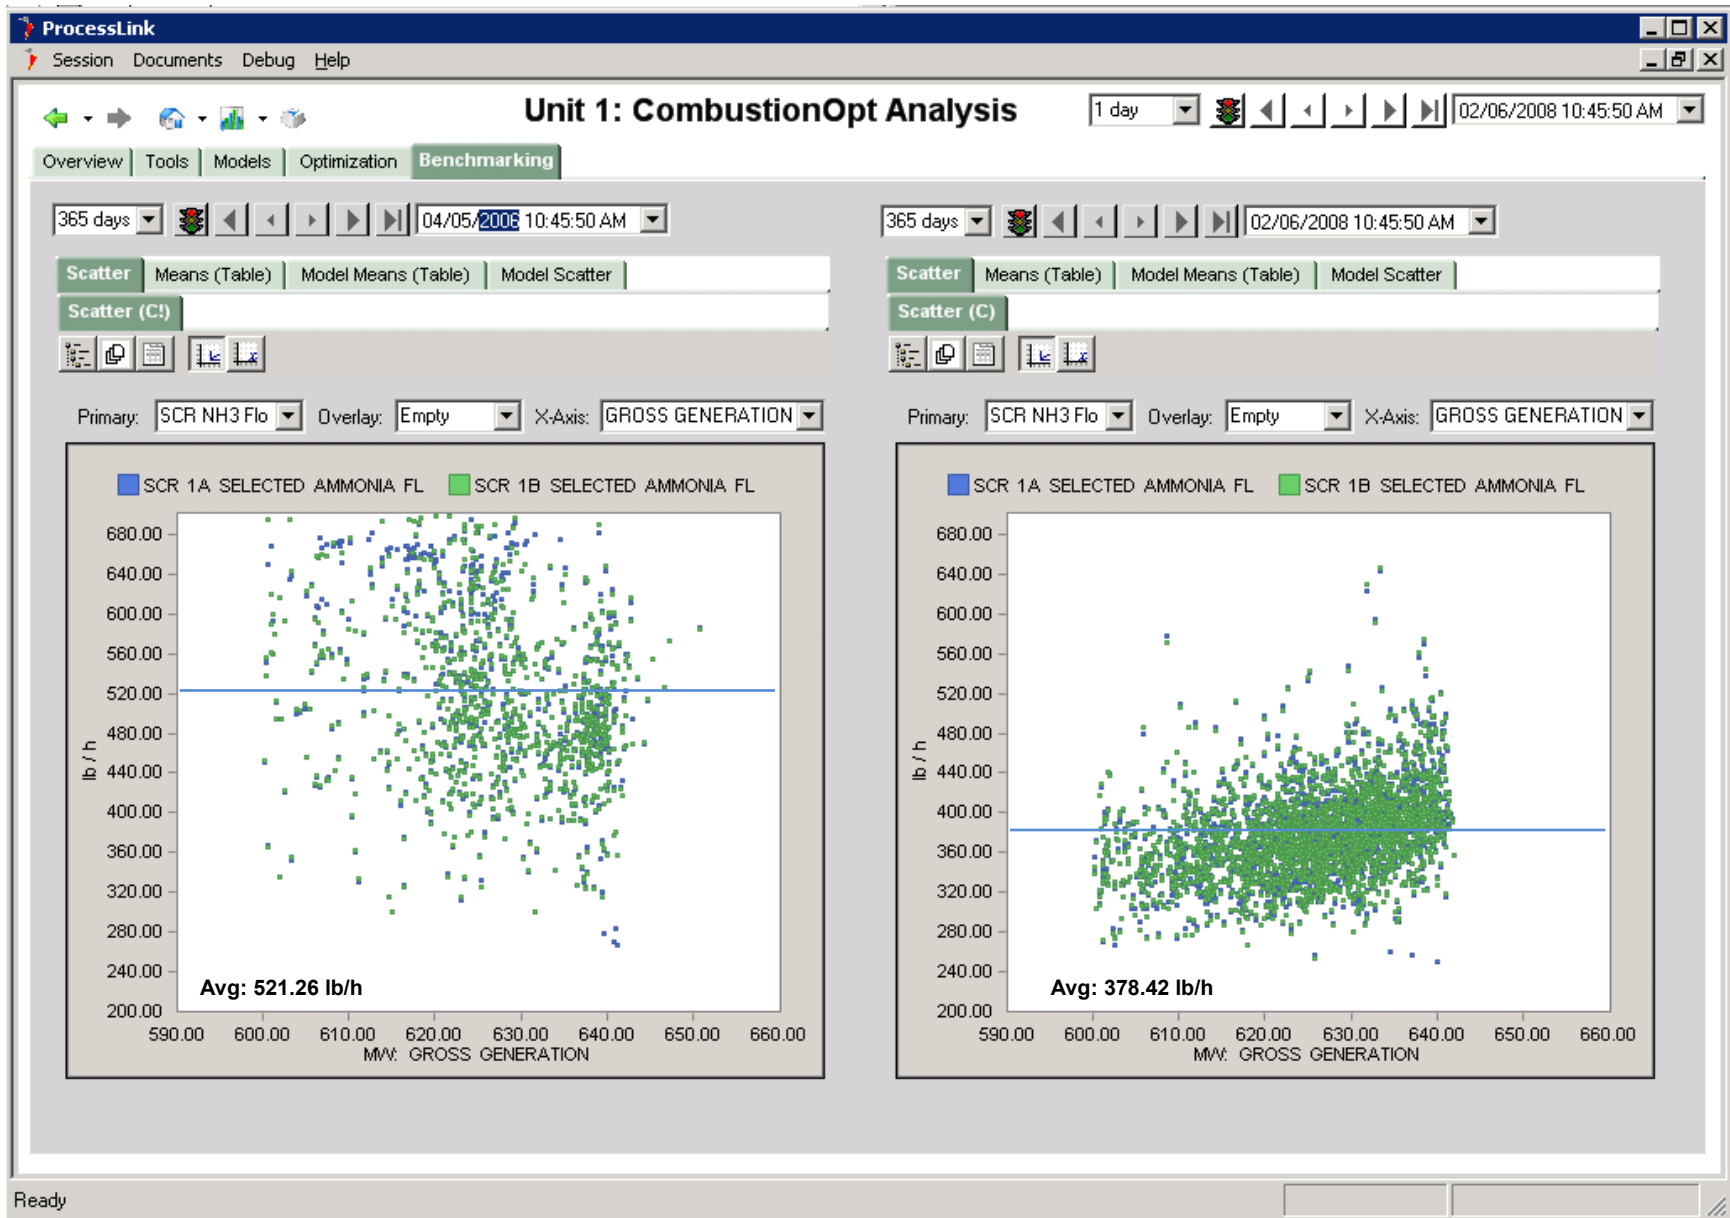 ProcessLink
Session Documents Debug Help
Unit 1: CombustionOpt Analysis
1 day
02/06/2008 10:45:50 AM
Overview Tools Models Optimization Benchmarking
365 days
04/05/2006 10:45:50 AM
Scatter Means (Table) Model Means (Table) Model Scatter
Scatter (C!)
Primary: SCR NH3 Flo Overlay: Empty X-Axis: GROSS GENERATION
SCR 1A SELECTED AMMONIA FL SCR 1B SELECTED AMMONIA FL
680.00
640.00
600.00
560.00
520.00
480.00
440.00
400.00
360.00
320.00
280.00
240.00
200.00
lb / h
Avg: 521.26 lb/h
590.00 600.00 610.00 620.00 630.00 640.00 650.00 660.00
MW: GROSS GENERATION
365 days
02/06/2008 10:45:50 AM
Scatter Means (Table) Model Means (Table) Model Scatter
Scatter (C)
Primary: SCR NH3 Flo Overlay: Empty X-Axis: GROSS GENERATION
SCR 1A SELECTED AMMONIA FL SCR 1B SELECTED AMMONIA FL
680.00
640.00
600.00
560.00
520.00
480.00
440.00
400.00
360.00
320.00
280.00
240.00
200.00
lb / h
Avg: 378.42 lb/h
590.00 600.00 610.00 620.00 630.00 640.00 650.00 660.00
MW: GROSS GENERATION
Ready